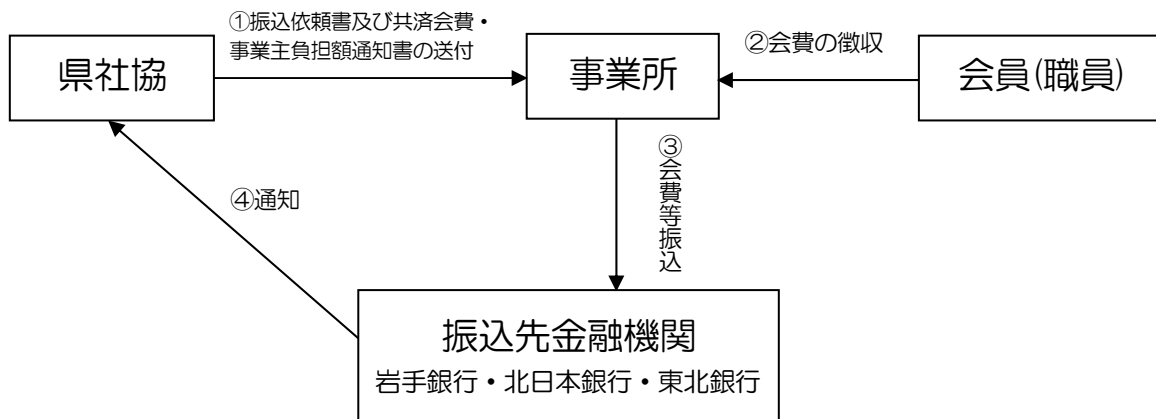 ①振込依頼書及び共済会費・
事業主負担額通知書の送付
②会費の徴収
県社協
事業所
会員(職員)
③会費等振込
④通知
振込先金融機関
岩手銀行・北日本銀行・東北銀行